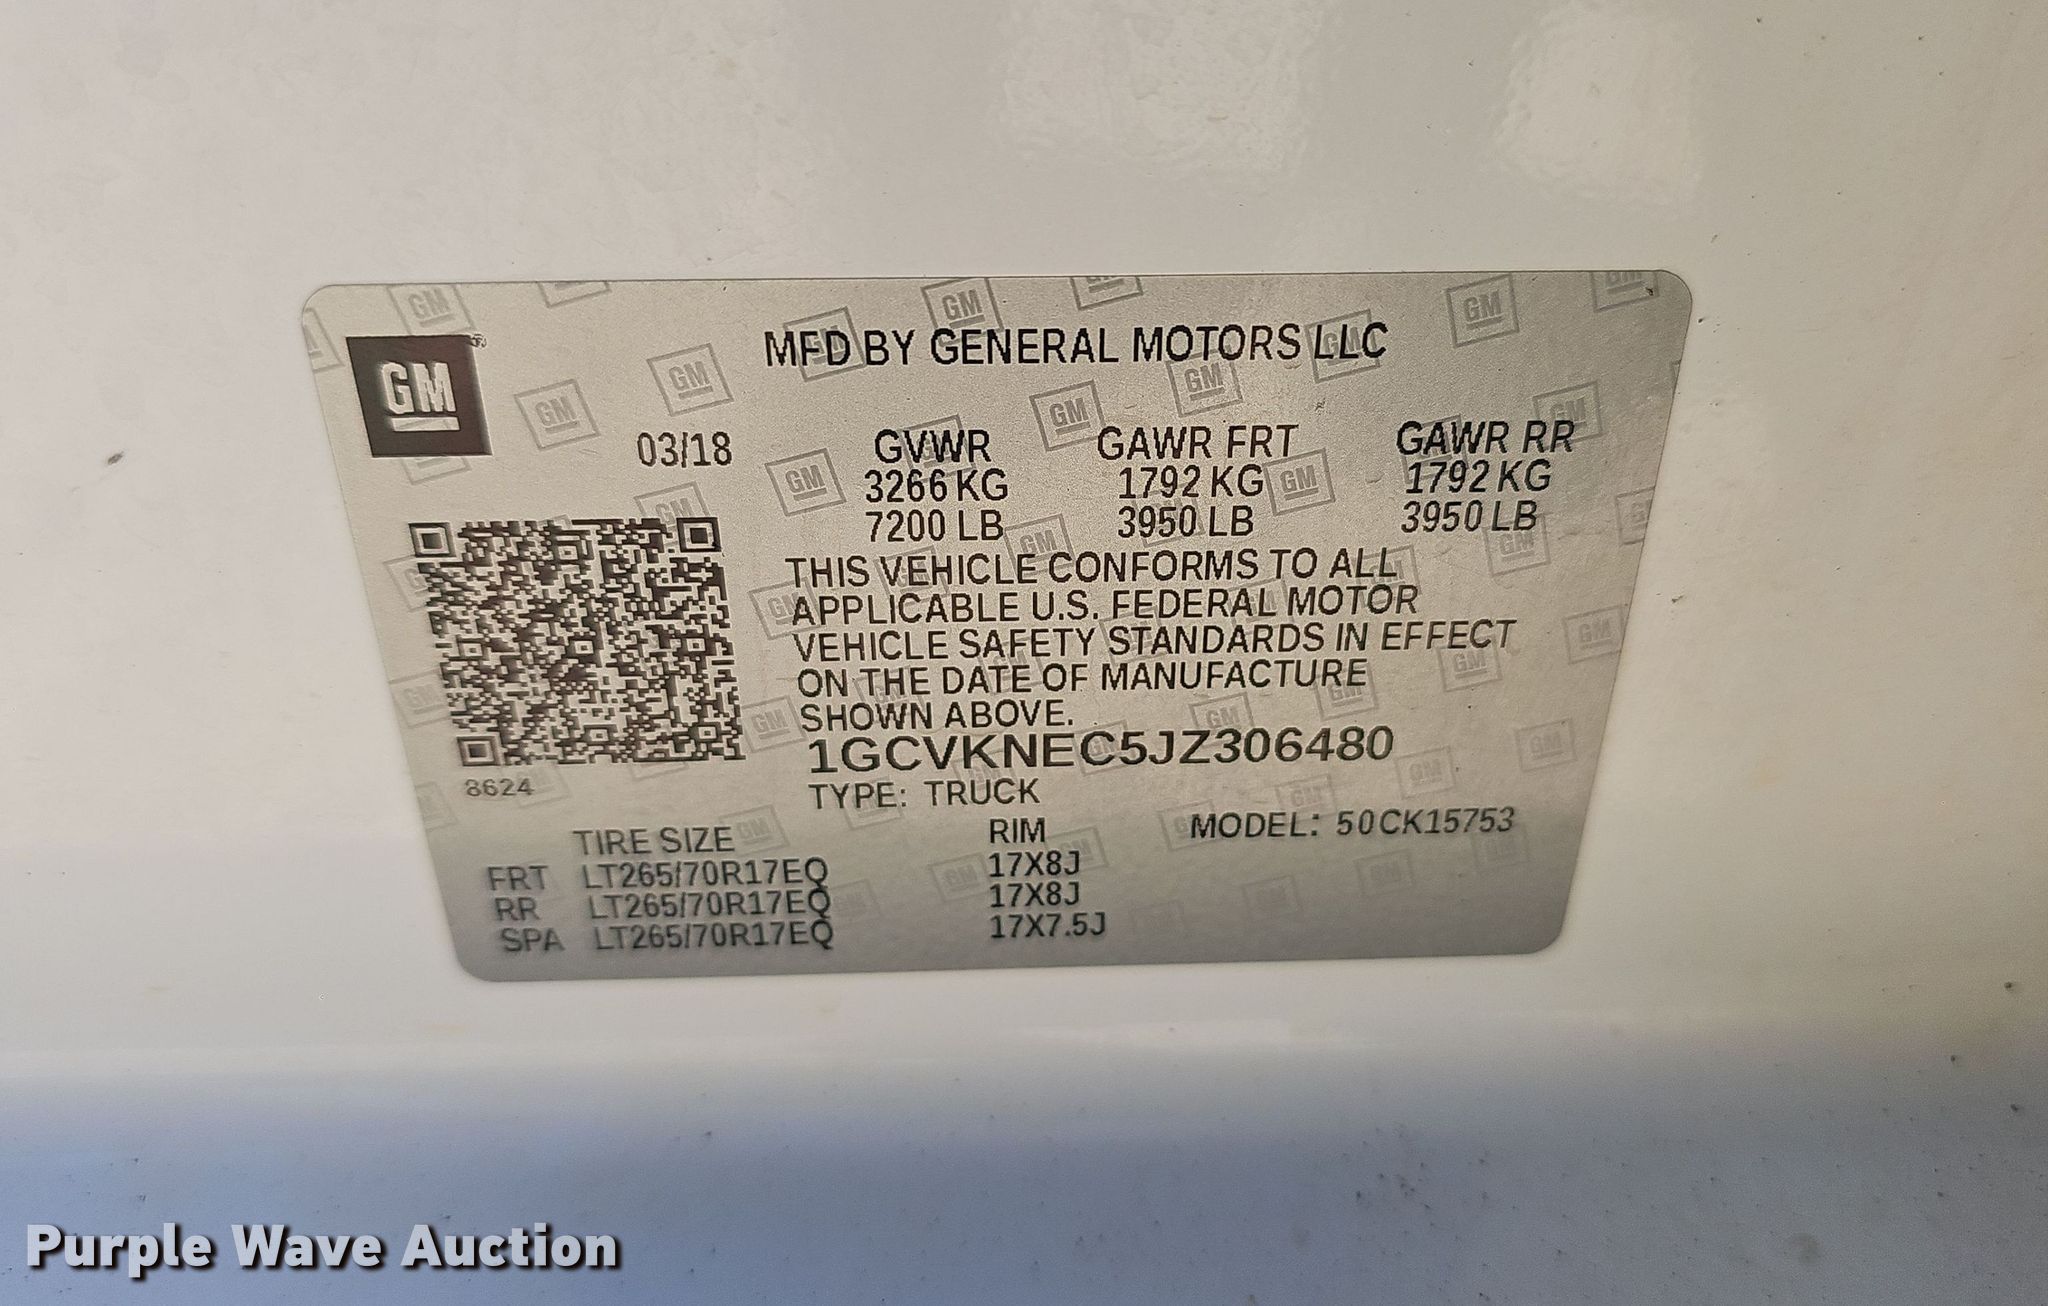 GM
MFD BY GENERAL MOTORS LLC
03/18 GVWR GAWR FRT GAWR RR
3266 KG 1792 KG 1792 KG
7200 LB 3950 LB 3950 LB
THIS VEHICLE CONFORMS TO ALL
APPLICABLE U.S. FEDERAL MOTOR
VEHICLE SAFETY STANDARDS IN EFFECT
ON THE DATE OF MANUFACTURE
SHOWN ABOVE.
1GCVKNEC5JZ306480
8624
TYPE: TRUCK
TIRE SIZE RIM MODEL: 50CK15753
FRT LT265/70R17EQ 17X8J
RR LT265/70R17EQ 17X8J
SPA LT265/70R17EQ 17X7.5J
Purple Wave Auction